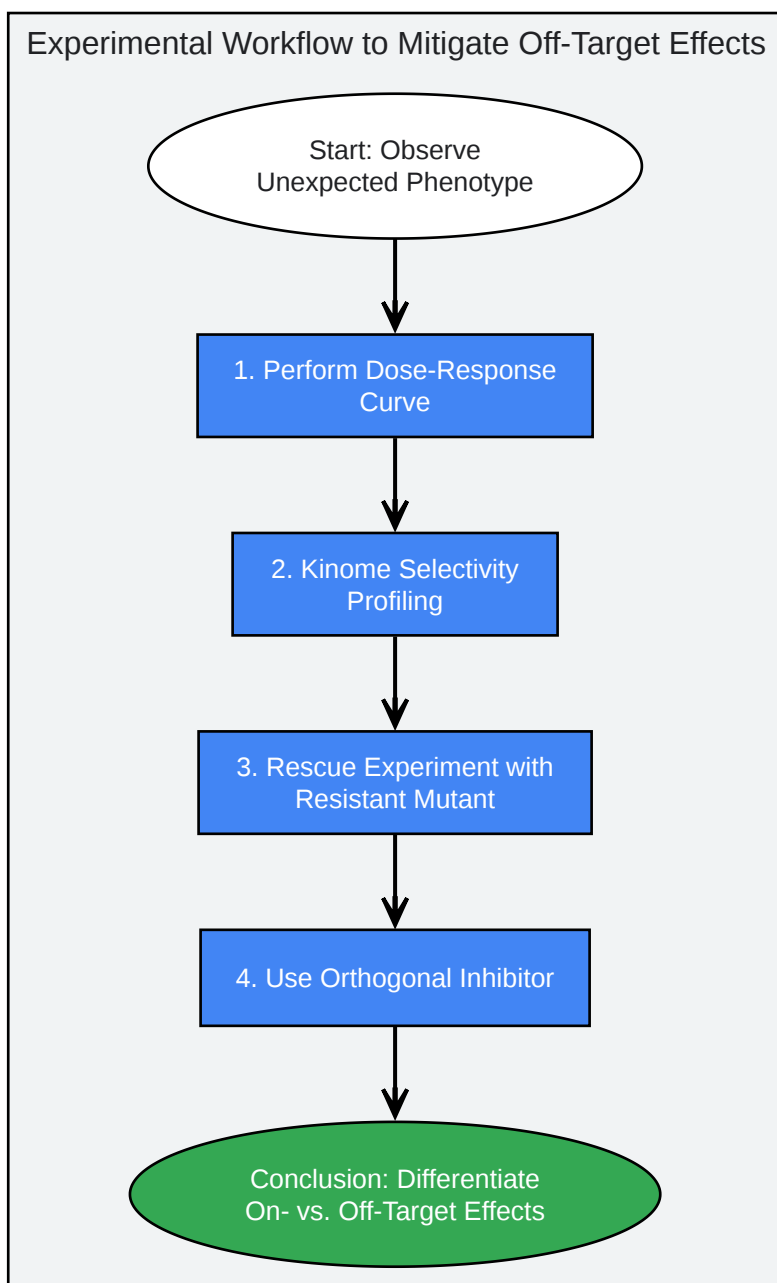 Experimental Workflow to Mitigate Off-Target Effects
Start: Observe
Unexpected Phenotype
1. Perform Dose-Response
Curve
2. Kinome Selectivity
Profiling
3. Rescue Experiment with
Resistant Mutant
4. Use Orthogonal Inhibitor
Conclusion: Differentiate
On- vs. Off-Target Effects